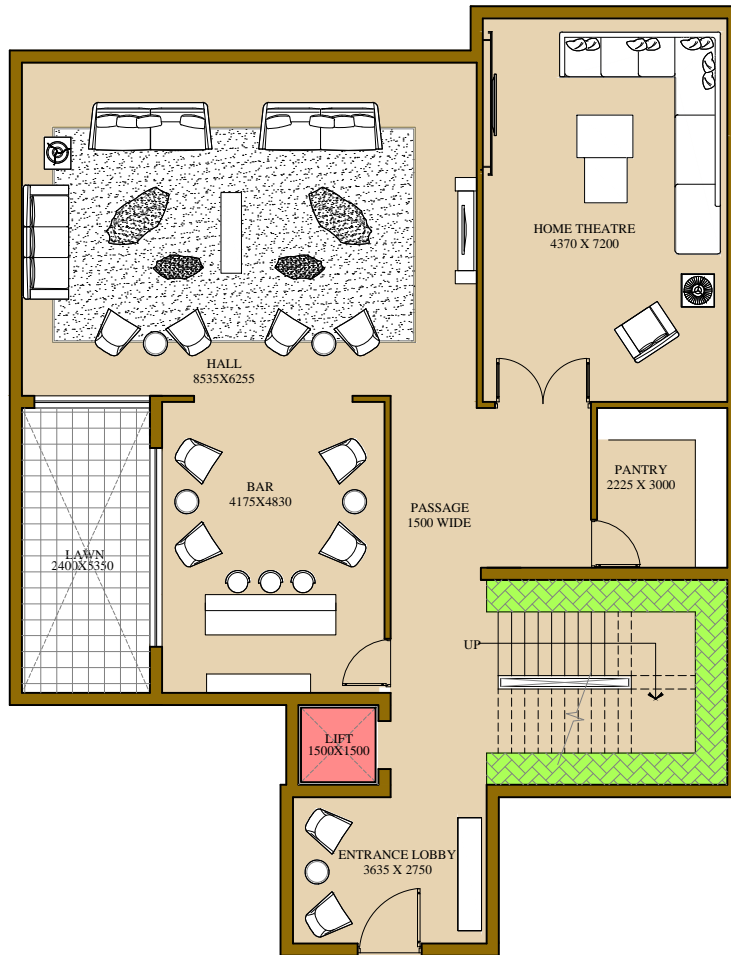 HOME THEATRE
4370 X 7200
HALL
8535X6255
PANTRY
2225 X 3000
BAR
4175X4830
PASSAGE
1500 WIDE
LAWN
2400X5350
UP
LIFT
1500X1500
ENTRANCE LOBBY
3635 X 2750